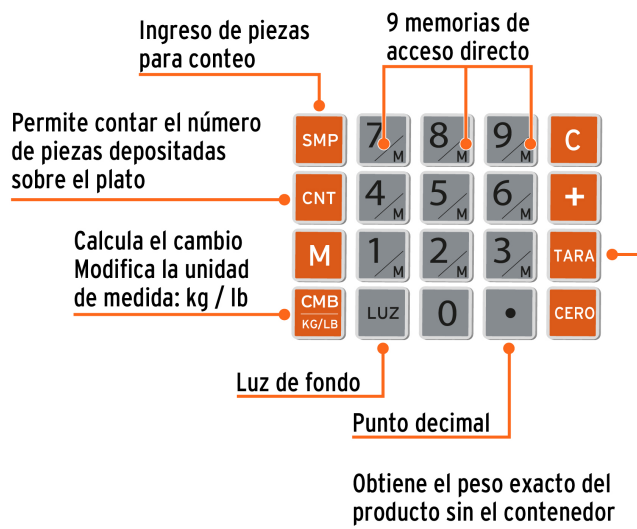 Ingreso de piezas
para conteo
9 memorias de
acceso directo
Permite contar el número
de piezas depositadas
sobre el plato
Calcula el cambio
Modifica la unidad
de medida: kg / lb
SMP 7/M 8/M 9/M C
CNT 4/M 5/M 6/M +
M 1/M 2/M 3/M TARA
CMB
KG/LB LUZ 0 • CERO
Luz de fondo
Punto decimal
Obtiene el peso exacto del
producto sin el contenedor